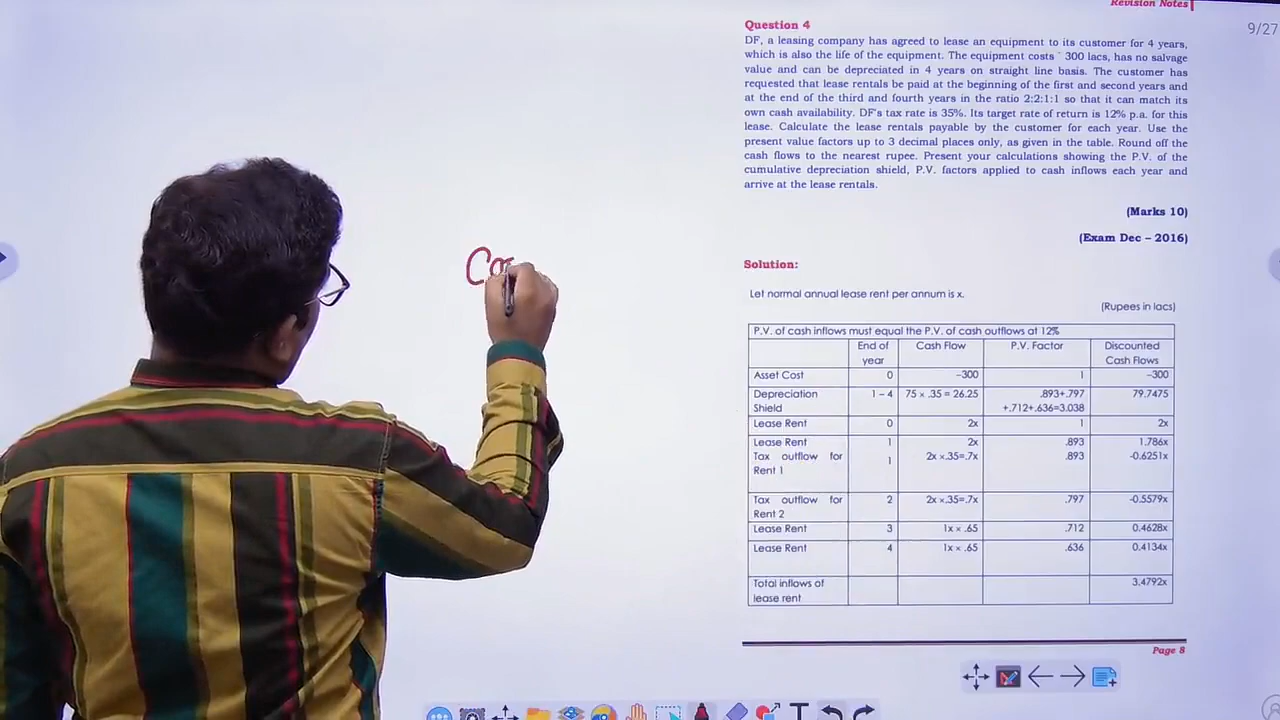 Revision Notes
9/27
Question 4
DF, a leasing company has agreed to lease an equipment to its customer for 4 years,
which is also the life of the equipment. The equipment costs ` 300 lacs, has no salvage
value and can be depreciated in 4 years on straight line basis. The customer has
requested that lease rentals be paid at the beginning of the first and second years and
at the end of the third and fourth years in the ratio 2:2:1:1 so that it can match its
own cash availability. DF's tax rate is 35%. Its target rate of return is 12% p.a. for this
lease. Calculate the lease rentals payable by the customer for each year. Use the
present value factors up to 3 decimal places only, as given in the table. Round off the
cash flows to the nearest rupee. Present your calculations showing the P.V. of the
cumulative depreciation shield, P.V. factors applied to cash inflows each year and
arrive at the lease rentals.
(Marks 10)
(Exam Dec – 2016)
Solution:
Let normal annual lease rent per annum is x.
(Rupees in lacs)
P.V. of cash inflows must equal the P.V. of cash outflows at 12%
End of Cash Flow P.V. Factor Discounted
year Cash Flows
Asset Cost 0 –300 1 –300
Depreciation 1 – 4 75 × .35 = 26.25 .893+.797 79.7475
Shield +.712+.636=3.038
Lease Rent 0 2x 1 2x
Lease Rent 1 2x .893 1.786x
Tax outflow for 1 2x ×.35=.7x .893 -0.6251x
Rent 1
Tax outflow for 2 2x ×.35=.7x .797 -0.5579x
Rent 2
Lease Rent 3 1x × .65 .712 0.4628x
Lease Rent 4 1x × .65 .636 0.4134x
Total inflows of 3.4792x
lease rent
Page 8